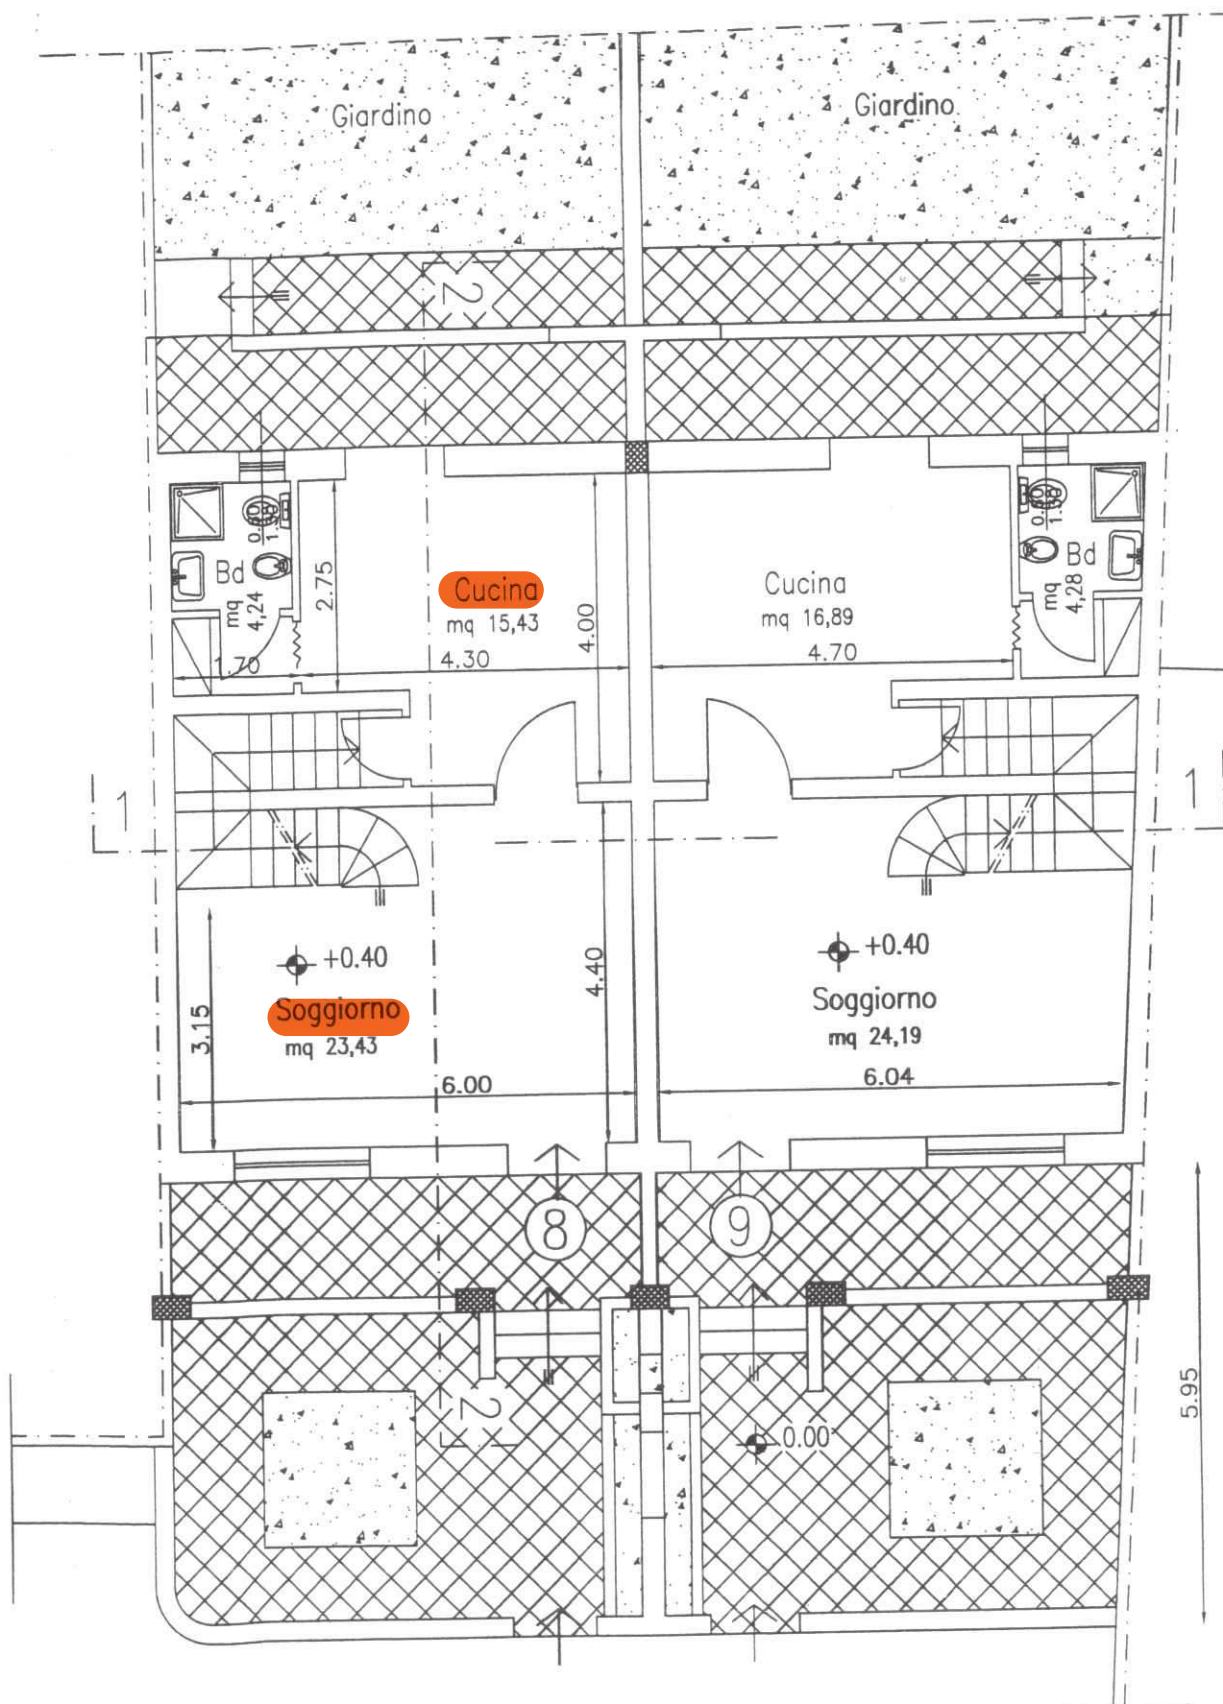 Giardino
Giardino
2
Bd
mq
4,24
2.75
Cucina
mq 15,43
4.00
1.70
4.30
Cucina
mq 16,89
4.70
Bd
mq
4,28
1
1
+0.40
Soggiorno
mq 23,43
3.15
4.40
6.00
+0.40
Soggiorno
mq 24,19
6.04
8
9
2
0.00
5.95